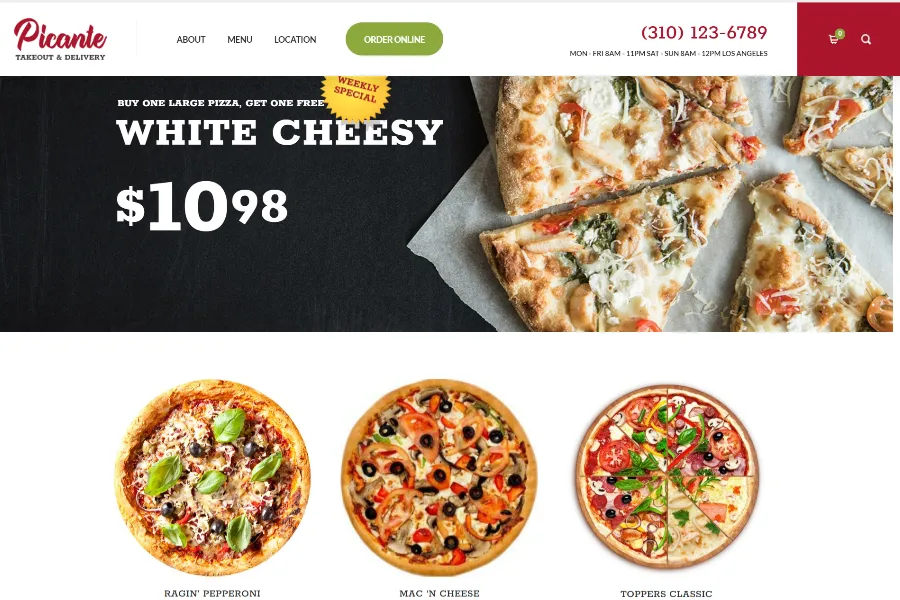 Picante
TAKEOUT & DELIVERY
ABOUT
MENU
LOCATION
ORDER ONLINE
(310) 123-6789
MON - FRI 8AM - 11PM SAT - SUN 8AM - 12PM LOS ANGELES
0
WEEKLY
SPECIAL
BUY ONE LARGE PIZZA, GET ONE FREE
WHITE CHEESY
$1098
RAGIN' PEPPERONI
MAC 'N CHEESE
TOPPERS CLASSIC